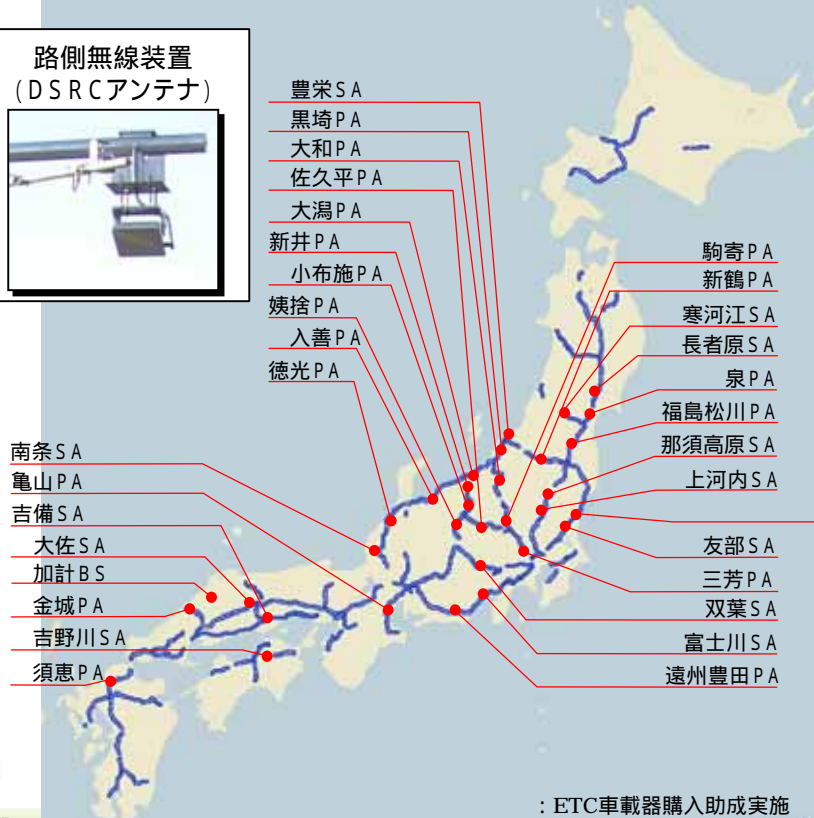 路側無線装置
(DSRCアンテナ)
豊栄SA
黒埼PA
大和PA
佐久平PA
大潟PA
新井PA
小布施PA
姨捨PA
入善PA
徳光PA
南条SA
亀山PA
吉備SA
大佐SA
加計BS
金城PA
吉野川SA
須恵PA
駒寄PA
新鶴PA
寒河江SA
長者原SA
泉PA
福島松川PA
那須高原SA
上河内SA
友部SA
三芳PA
双葉SA
富士川SA
遠州豊田PA
：ETC車載器購入助成実施